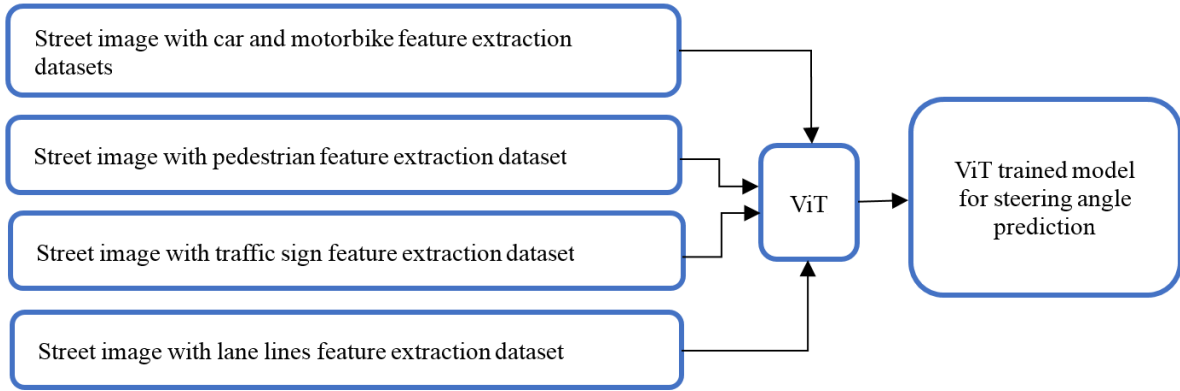 Street image with car and motorbike feature extraction
datasets
Street image with pedestrian feature extraction dataset
Street image with traffic sign feature extraction dataset
Street image with lane lines feature extraction dataset
ViT
ViT trained model
for steering angle
prediction